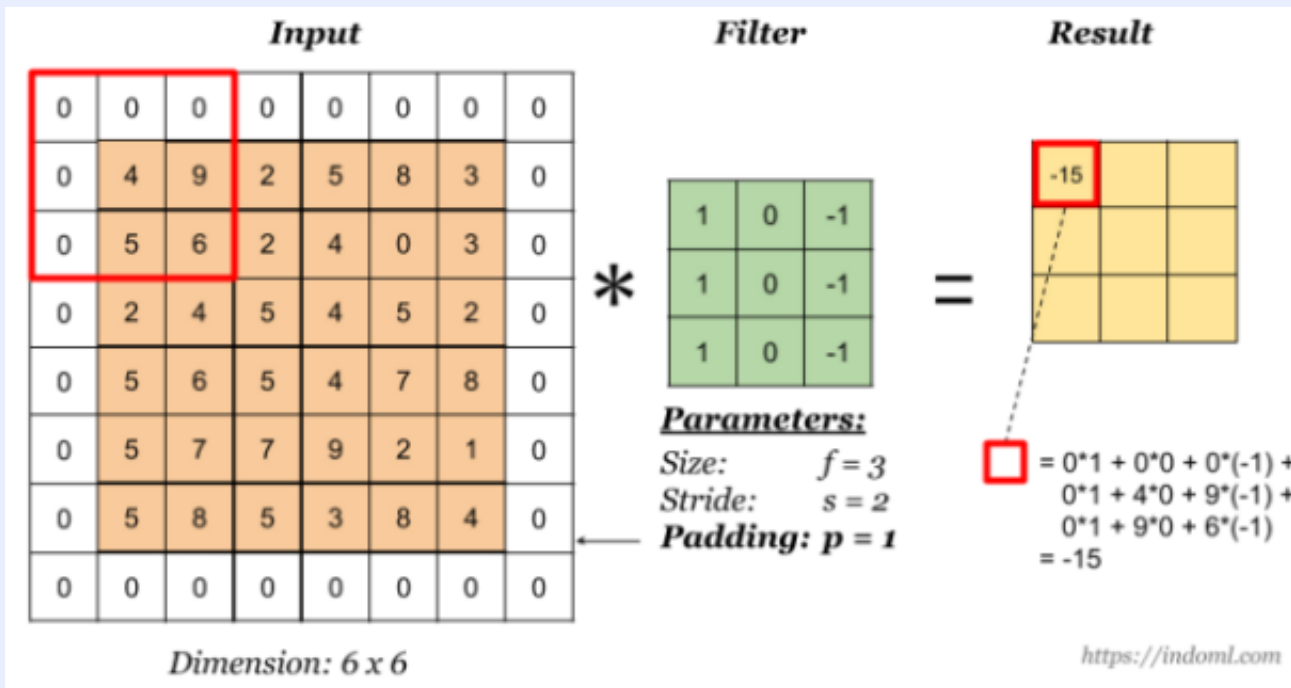 Input Filter Result
0 0 0 0 0 0 0 0
0 4 9 2 5 8 3 0
0 5 6 2 4 0 3 0
0 2 4 5 4 5 2 0
0 5 6 5 4 7 8 0
0 5 7 7 9 2 1 0
0 5 8 5 3 8 4 0
0 0 0 0 0 0 0 0
Dimension: 6 x 6
*
1 0 -1
1 0 -1
1 0 -1
Parameters:
Size: f = 3
Stride: s = 2
Padding: p = 1
=
-15
= 0*1 + 0*0 + 0*(-1) +
0*1 + 4*0 + 9*(-1) +
0*1 + 9*0 + 6*(-1)
= -15
https://indoml.com